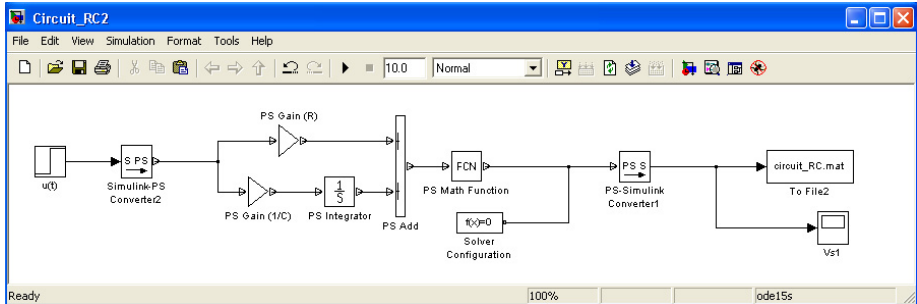 Circuit_RC2
File Edit View Simulation Format Tools Help
10.0 Normal
PS Gain (R)
S PS
u(t)
Simulink-PS
Converter2
PS Gain (1/C)
1
S
PS Integrator
+
+
PS Add
FCN
PS Math Function
f(x)=0
Solver
Configuration
PS S
PS-Simulink
Converter1
circuit_RC.mat
To File2
Vs1
Ready 100% ode15s